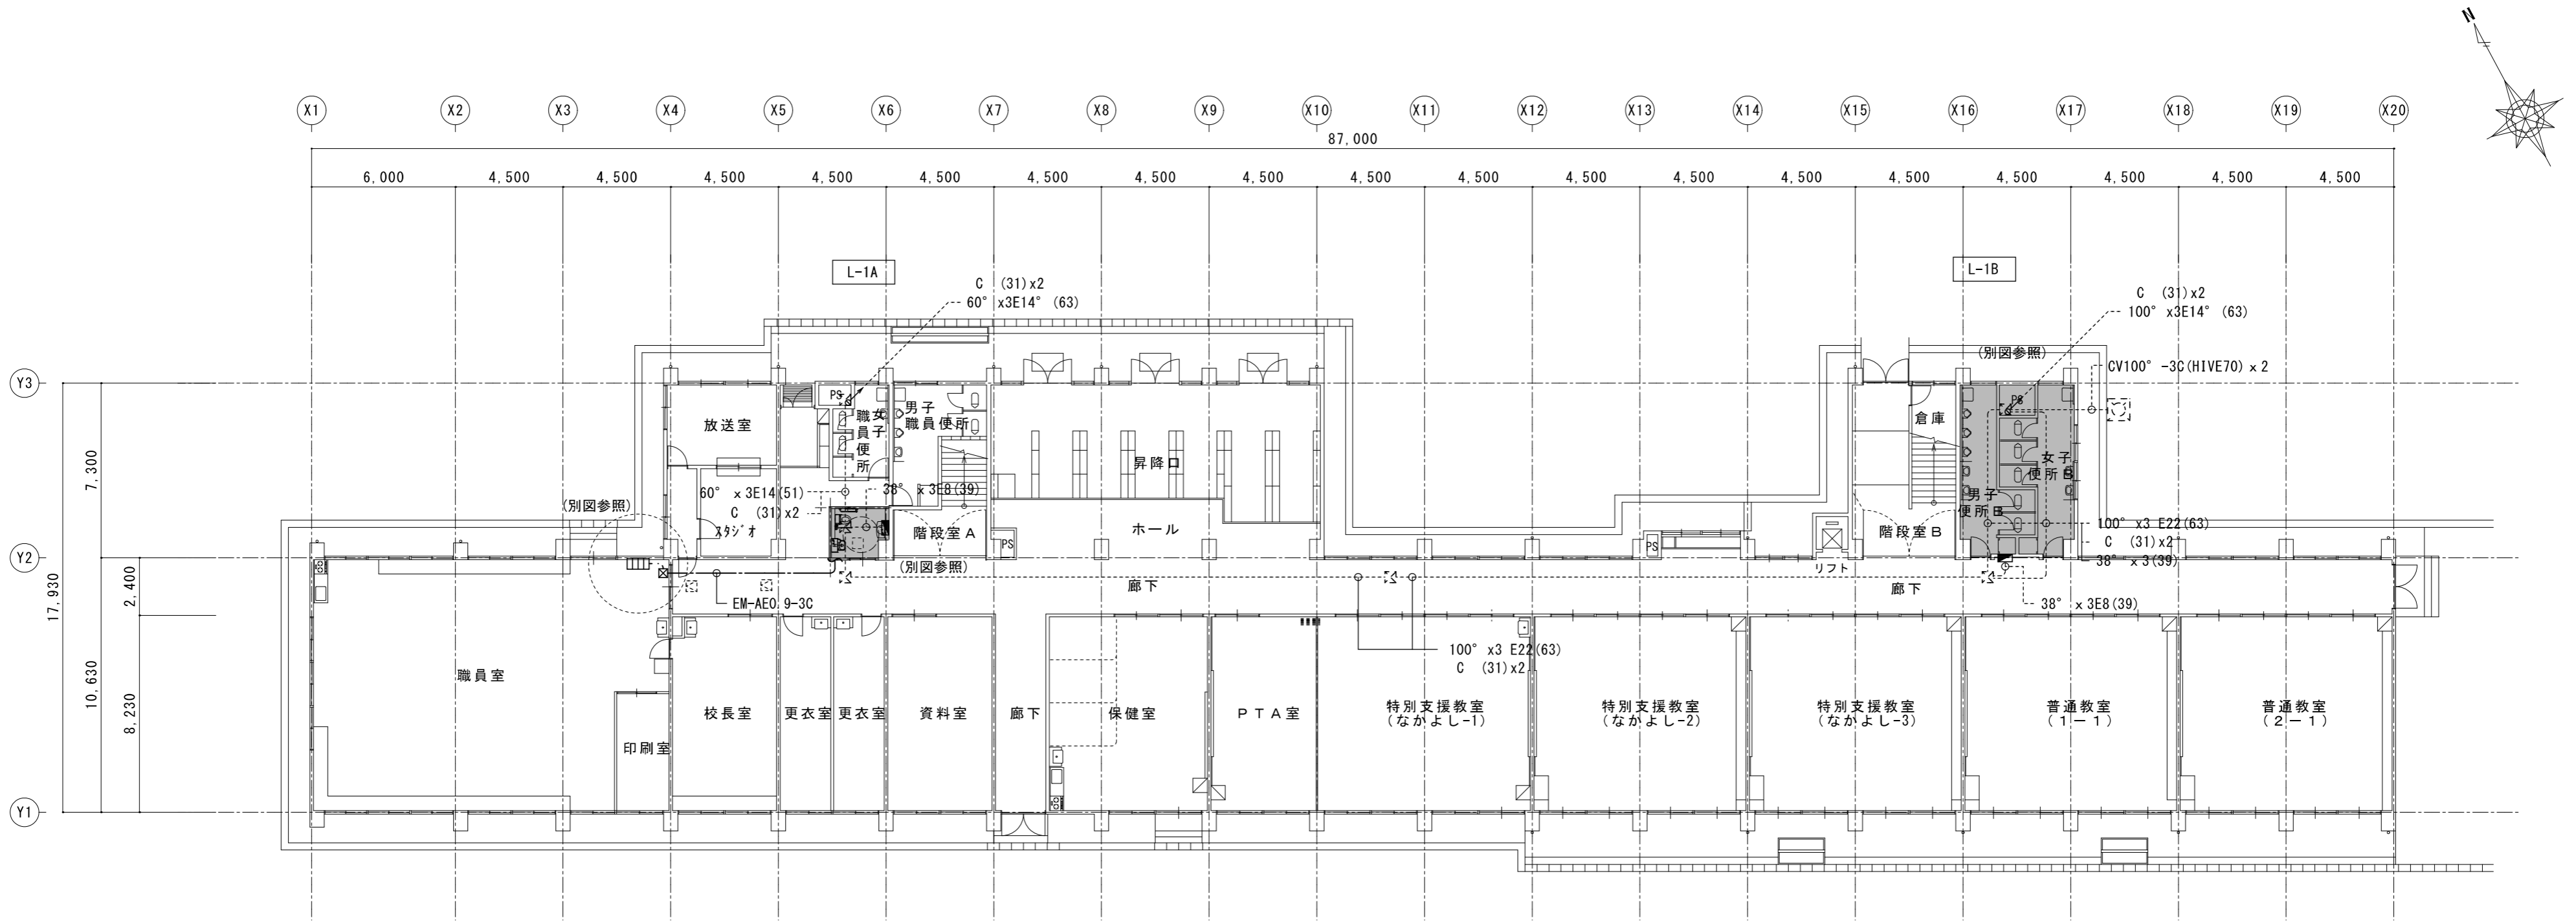 N
X1 X2 X3 X4 X5 X6 X7 X8 X9 X10 X11 X12 X13 X14 X15 X16 X17 X18 X19 X20
87,000
6,000 4,500 4,500 4,500 4,500 4,500 4,500 4,500 4,500 4,500 4,500 4,500 4,500 4,500 4,500 4,500 4,500 4,500 4,500
L-1A
L-1B
C (31)x2
60° x3E14° (63)
C (31)x2
100° x3E14° (63)
(別図参照)
CV100° -3C(HIVE70) x 2
Y3
Y2
Y1
7,300
2,400
17,930
10,630
8,230
放送室
PS
女子
職員便所
男子
職員便所
昇降口
倉庫
PS
女子
便所B
男子
便所B
60° x 3E14(51)
C (31)x2
38° x 3E8(39)
(別図参照)
スタジオ
階段室A
(別図参照)
PS
ホール
PS
リフト
階段室B
100° x3 E22(63)
C (31)x2
38° x 3(39)
38° x 3E8(39)
廊下
廊下
EM-AE0.9-3C
100° x3 E22(63)
C (31)x2
職員室
印刷室
校長室
更衣室
更衣室
資料室
廊下
保健室
PTA室
特別支援教室
(なかよし-1)
特別支援教室
(なかよし-2)
特別支援教室
(なかよし-3)
普通教室
(1-1)
普通教室
(2-1)